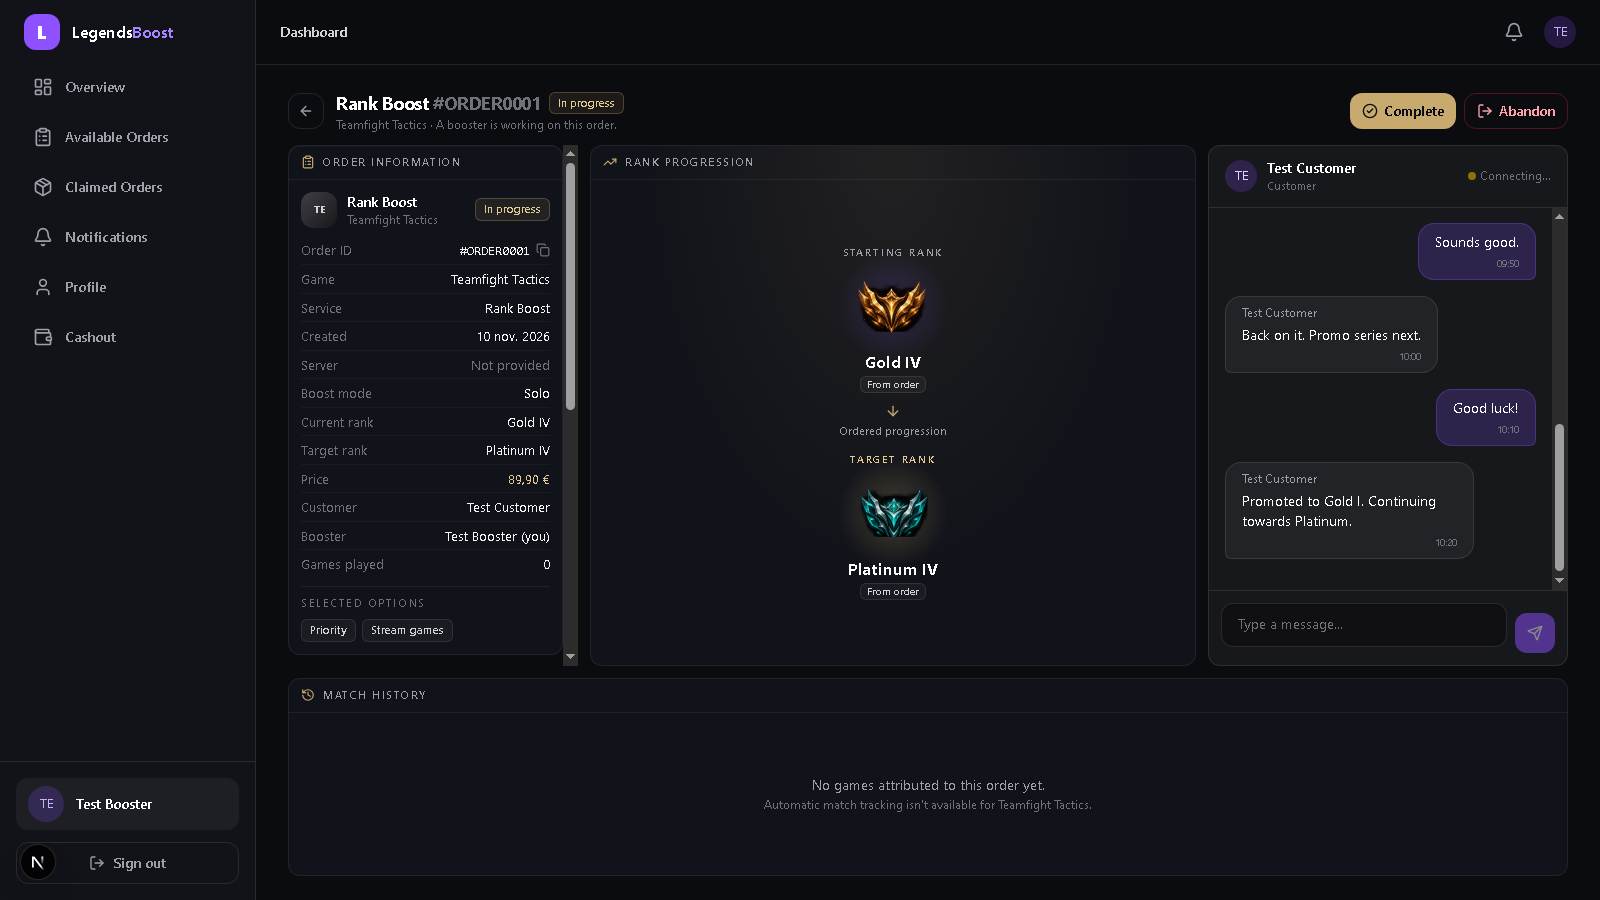 L LegendsBoost
Overview
Available Orders
Claimed Orders
Notifications
Profile
Cashout
TE Test Booster
N Sign out
Dashboard
TE
Rank Boost #ORDER0001 In progress
Teamfight Tactics · A booster is working on this order.
Complete
Abandon
ORDER INFORMATION
TE Rank Boost In progress
Teamfight Tactics
Order ID #ORDER0001
Game Teamfight Tactics
Service Rank Boost
Created 10 nov. 2026
Server Not provided
Boost mode Solo
Current rank Gold IV
Target rank Platinum IV
Price 89,90 €
Customer Test Customer
Booster Test Booster (you)
Games played 0
SELECTED OPTIONS
Priority Stream games
RANK PROGRESSION
STARTING RANK
Gold IV
From order
Ordered progression
TARGET RANK
Platinum IV
From order
TE Test Customer Connecting...
Customer
Sounds good.
09:50
Test Customer
Back on it. Promo series next.
10:00
Good luck!
10:10
Test Customer
Promoted to Gold I. Continuing
towards Platinum.
10:20
Type a message...
MATCH HISTORY
No games attributed to this order yet.
Automatic match tracking isn't available for Teamfight Tactics.